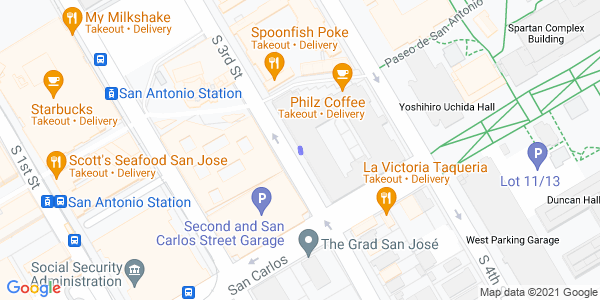 My Milkshake
Takeout • Delivery
Spoonfish Poke
Takeout • Delivery
Spartan Complex
Building
Paseo de San Antonio
S 3rd St
San Antonio Station
Starbucks
Takeout • Delivery
Philz Coffee
Takeout • Delivery
Yoshihiro Uchida Hall
Scott's Seafood San Jose
Takeout • Delivery
La Victoria Taqueria
Takeout • Delivery
P
Lot 11/13
S 1st St
San Antonio Station
P
Second and San
Carlos Street Garage
Duncan Hall
The Grad San José
West Parking Garage
Social Security
Administration
San Carlos
S 4th
Google
Map data ©2021 Google